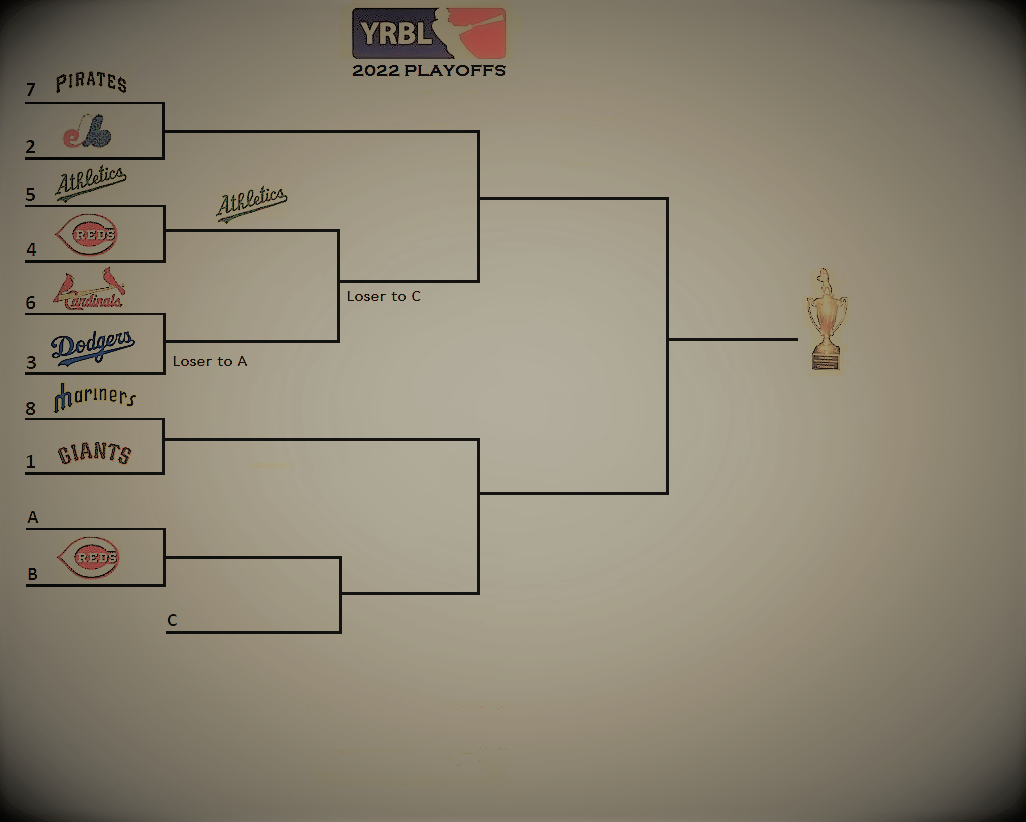 YRBL
2022 PLAYOFFS
7 PIRATES
2
5 Athletics
Athletics
4 REDS
6 Cardinals
Loser to C
3 Dodgers
Loser to A
8 mariners
1 GIANTS
A
B REDS
C